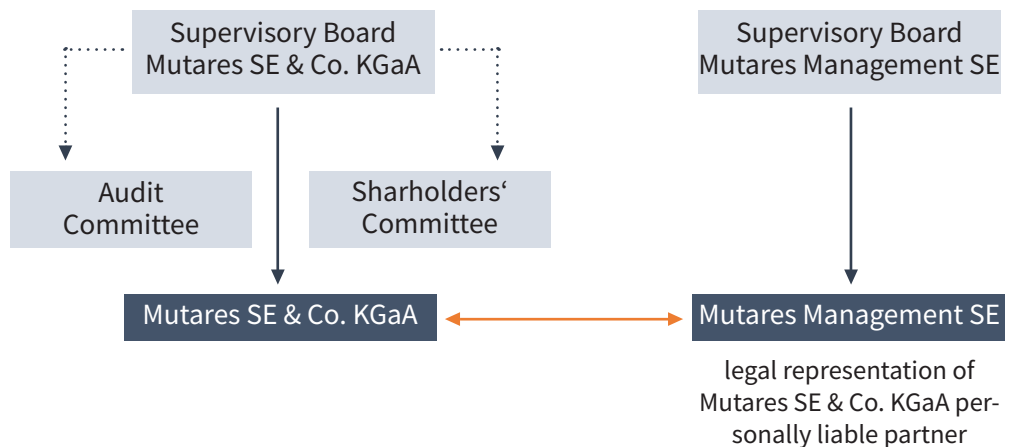 Supervisory Board
Mutares SE & Co. KGaA
Supervisory Board
Mutares Management SE
Audit
Committee
Sharholders‘
Committee
Mutares SE & Co. KGaA
Mutares Management SE
legal representation of
Mutares SE & Co. KGaA per-
sonally liable partner